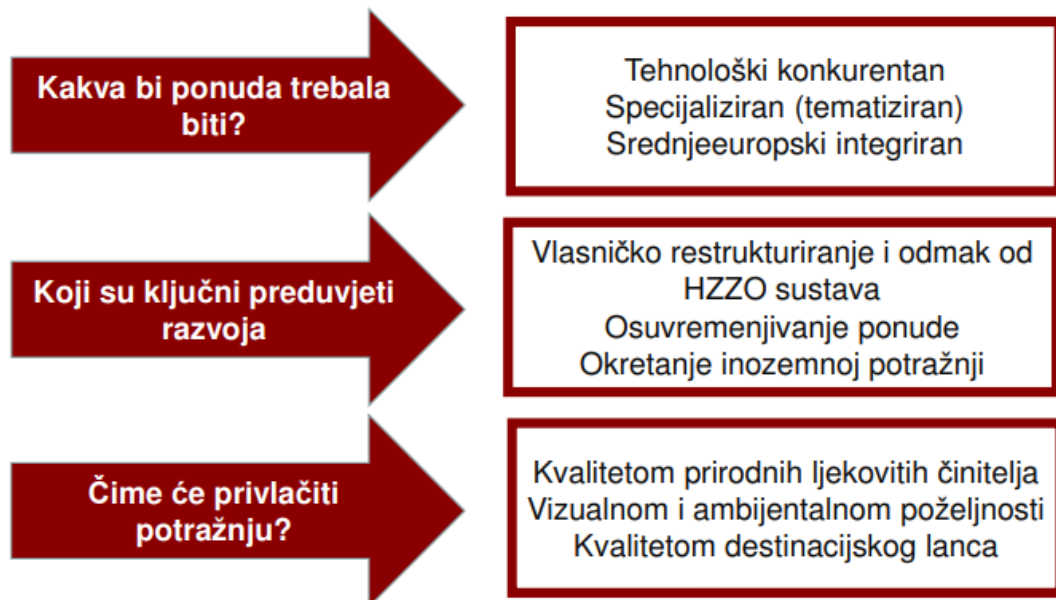 Kakva bi ponuda trebala
biti?
Tehnološki konkurentan
Specijaliziran (tematiziran)
Srednjeeuropski integriran
Koji su ključni preduvjeti
razvoja
Vlasničko restrukturiranje i odmak od
HZZO sustava
Osuvremenjivanje ponude
Okretanje inozemnoj potražnji
Čime će privlačiti
potražnju?
Kvalitetom prirodnih ljekovitih činitelja
Vizualnom i ambijentalnom poželjnosti
Kvalitetom destinacijskog lanca